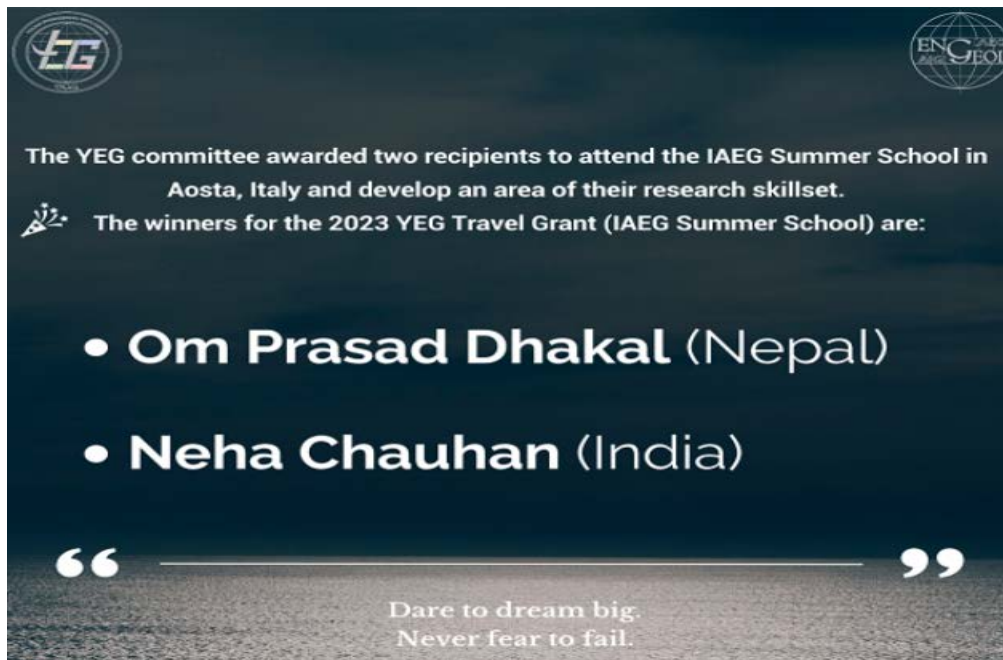 YEG
ENGEOL
The YEG committee awarded two recipients to attend the IAEG Summer School in
Aosta, Italy and develop an area of their research skillset.
The winners for the 2023 YEG Travel Grant (IAEG Summer School) are:
• Om Prasad Dhakal (Nepal)
• Neha Chauhan (India)
“ ”
Dare to dream big.
Never fear to fail.